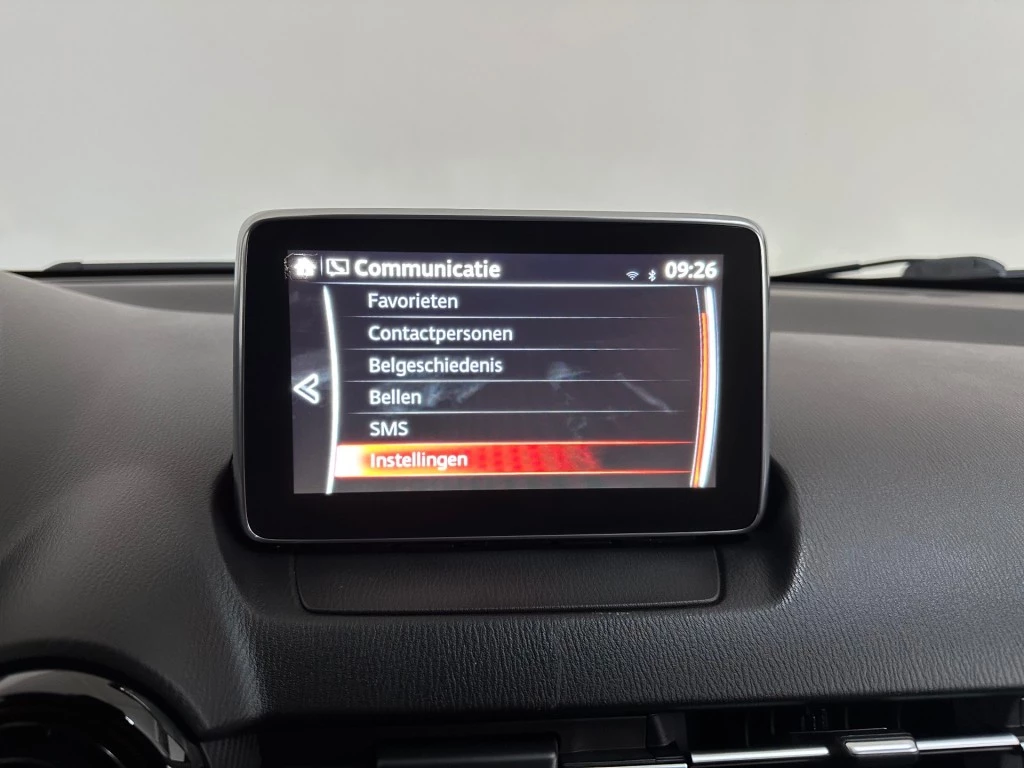 Communicatie 09:26
Favorieten
Contactpersonen
Belgeschiedenis
Bellen
SMS
Instellingen